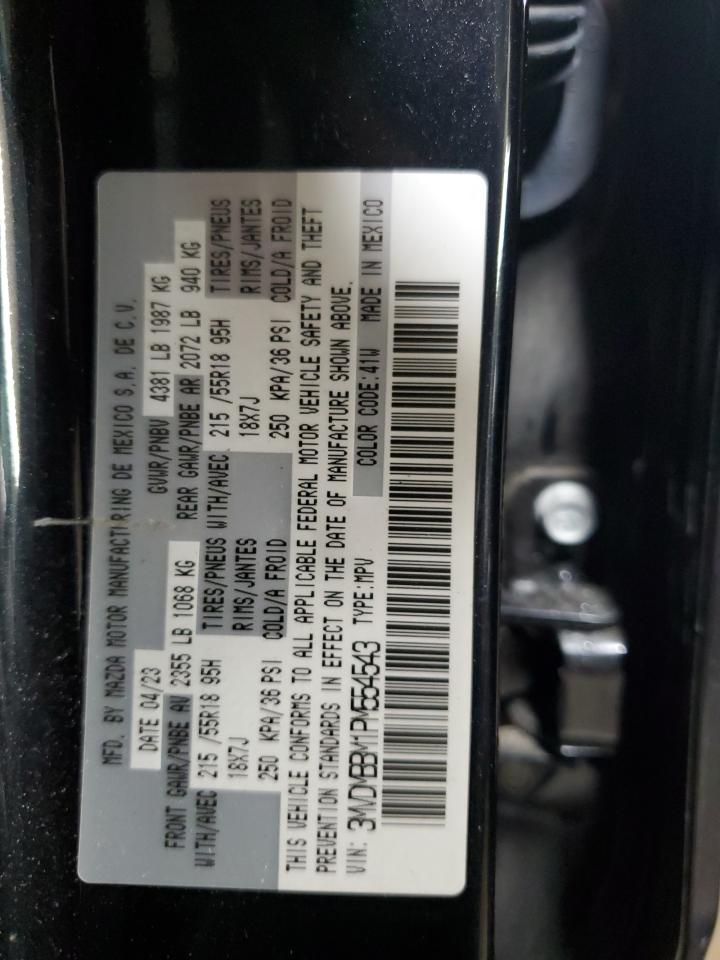 MFD. BY MAZDA MOTOR MANUFACTURING DE MEXICO S.A. DE C.V.
DATE 04/23 GVWR/PNBV 4381 LB 1987 KG
FRONT GAWR/PNBE AV 2355 LB 1068 KG REAR GAWR/PNBE AR 2072 LB 940 KG
WITH/AVEC 215 /55R18 95H TIRES/PNEUS WITH/AVEC 215 /55R18 95H TIRES/PNEUS
18X7J RIMS/JANTES 18X7J RIMS/JANTES
250 KPA/36 PSI COLD/A FROID 250 KPA/36 PSI COLD/A FROID
THIS VEHICLE CONFORMS TO ALL APPLICABLE FEDERAL MOTOR VEHICLE SAFETY AND THEFT
PREVENTION STANDARDS IN EFFECT ON THE DATE OF MANUFACTURE SHOWN ABOVE.
VIN: 3MVDMBBM1PM554543 TYPE:MPV COLOR CODE:41W MADE IN MEXICO